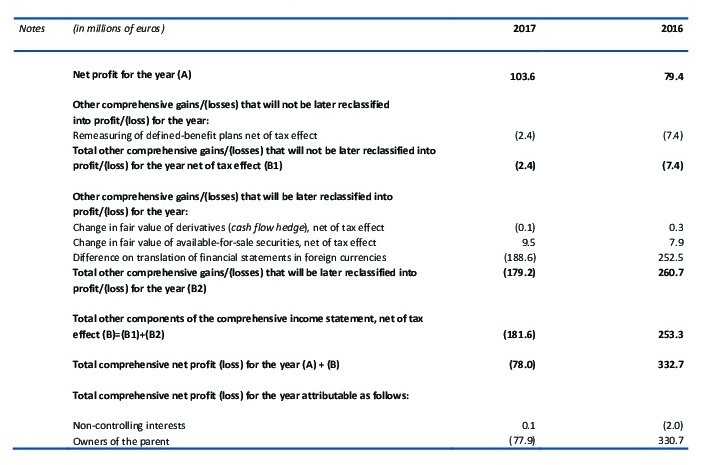 Notes (in millions of euros) 2017 2016
Net profit for the year (A) 103.6 79.4
Other comprehensive gains/(losses) that will not be later reclassified
into profit/(loss) for the year:
Remeasuring of defined-benefit plans net of tax effect (2.4) (7.4)
Total other comprehensive gains/(losses) that will not be later reclassified into
profit/(loss) for the year net of tax effect (B1) (2.4) (7.4)
Other comprehensive gains/(losses) that will be later reclassified into
profit/(loss) for the year:
Change in fair value of derivatives (cash flow hedge), net of tax effect (0.1) 0.3
Change in fair value of available-for-sale securities, net of tax effect 9.5 7.9
Difference on translation of financial statements in foreign currencies (188.6) 252.5
Total other comprehensive gains/(losses) that will be later reclassified into (179.2) 260.7
profit/(loss) for the year (B2)
Total other components of the comprehensive income statement, net of tax
effect (B)=(B1)+(B2) (181.6) 253.3
Total comprehensive net profit (loss) for the year (A) + (B) (78.0) 332.7
Total comprehensive net profit (loss) for the year attributable as follows:
Non-controlling interests 0.1 (2.0)
Owners of the parent (77.9) 330.7